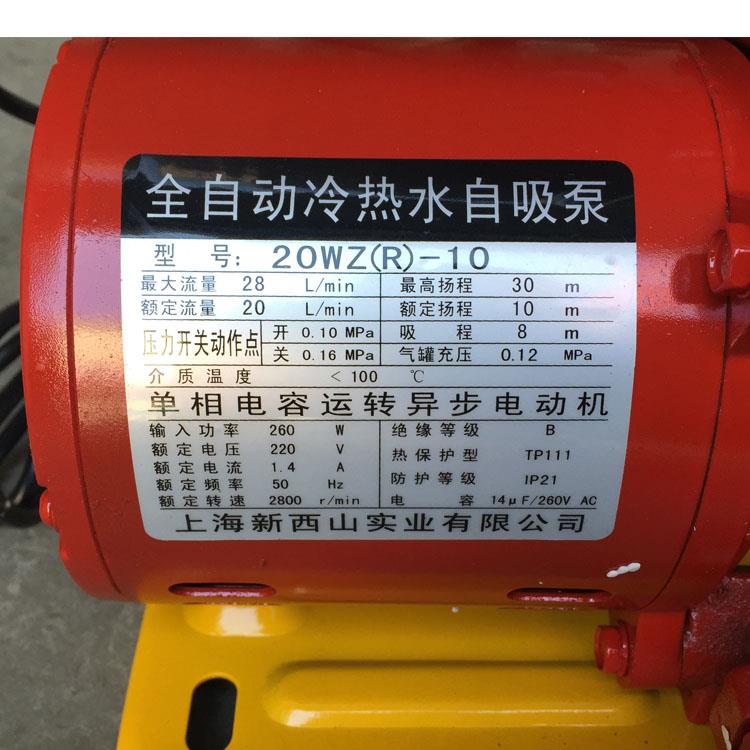 全自动冷热水自吸泵
型 号: 20WZ(R)-10
最大流量 28 L/min 最高扬程 30 m
额定流量 20 L/min 额定扬程 10 m
压力开关动作点 开 0.10 MPa 吸 程 8 m
关 0.16 MPa 气罐充压 0.12 MPa
介质温度 <100 ℃
单相电容运转异步电动机
输入功率 260 W 绝缘等级 B
额定电压 220 V 热保护型 TP111
额定电流 1.4 A 防护等级 IP21
额定频率 50 Hz 电 容 14μF/260V AC
额定转速 2800 r/min
上海新西山实业有限公司